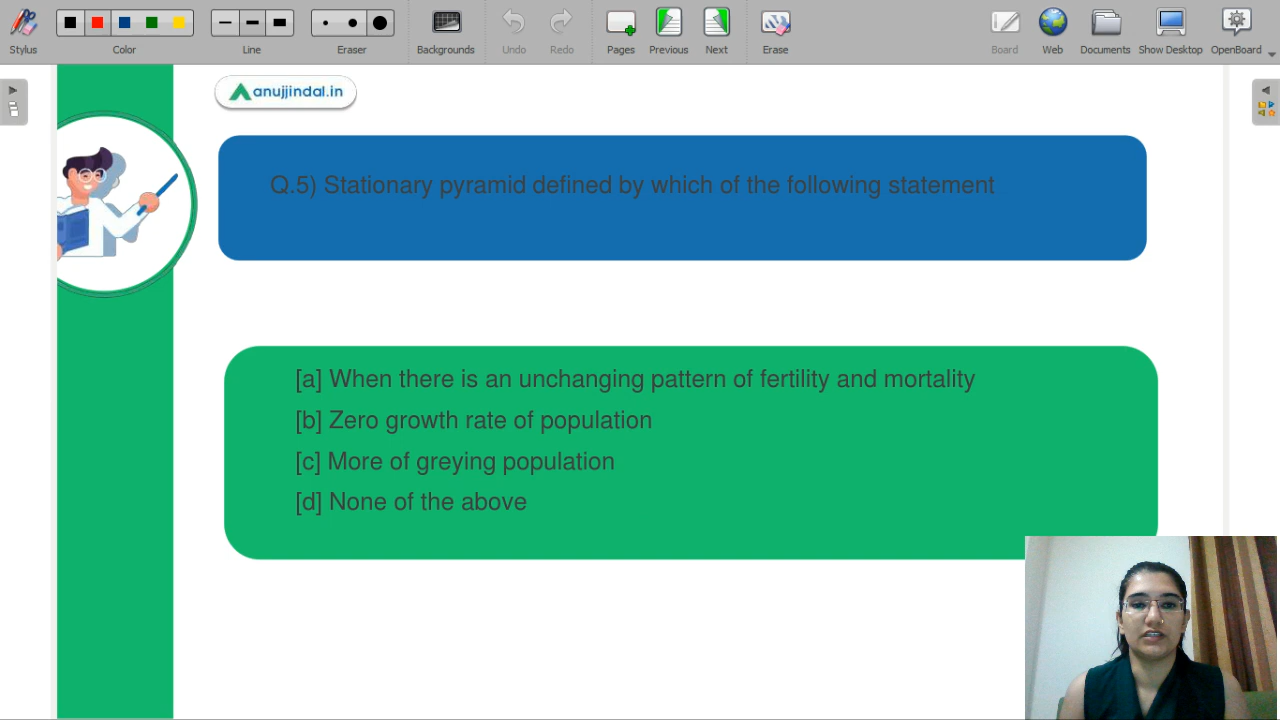 Stylus
Color
Line
Eraser
Backgrounds
Undo
Redo
Pages
Previous
Next
Erase
Board
Web
Documents
Show Desktop
OpenBoard
anujjindal.in
Q.5) Stationary pyramid defined by which of the following statement
[a] When there is an unchanging pattern of fertility and mortality
[b] Zero growth rate of population
[c] More of greying population
[d] None of the above